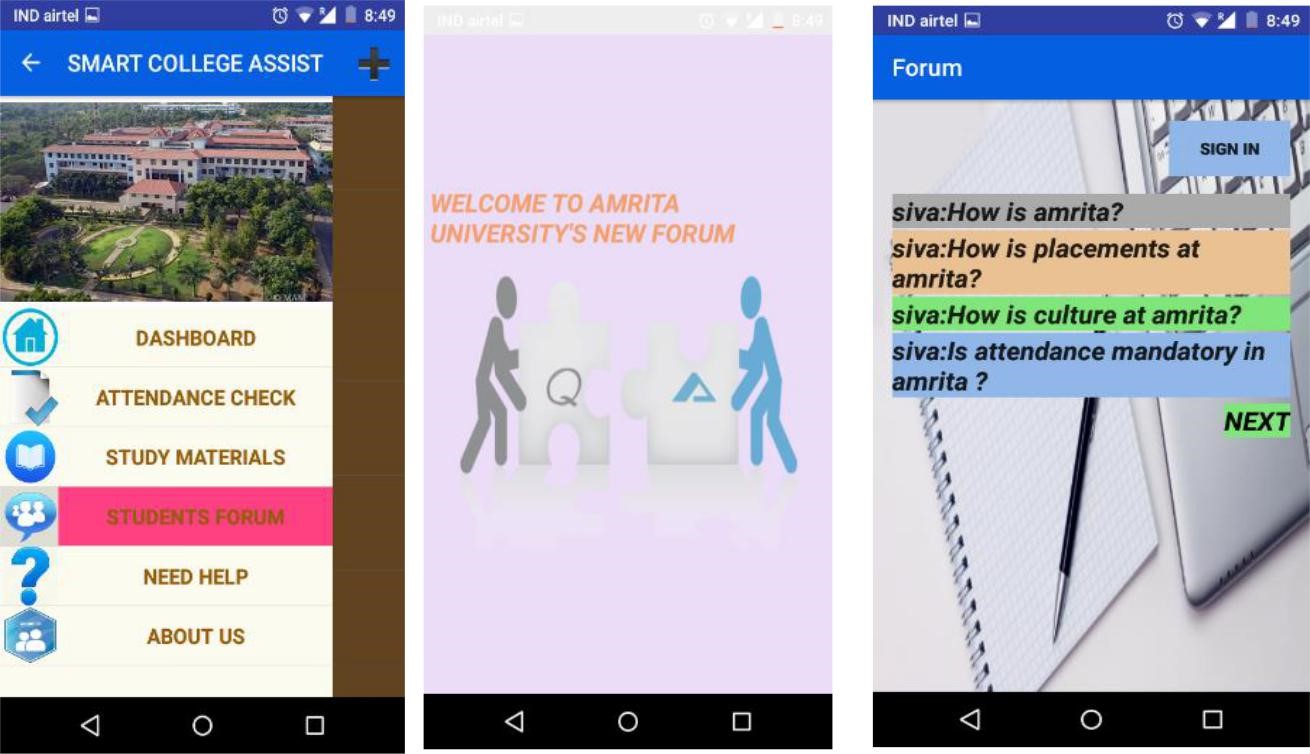 IND airtel
R
8:49
SMART COLLEGE ASSIST
DASHBOARD
ATTENDANCE CHECK
STUDY MATERIALS
STUDENTS FORUM
NEED HELP
ABOUT US
IND airtel
8:49
WELCOME TO AMRITA
UNIVERSITY'S NEW FORUM
Q
A
IND airtel
R
8:49
Forum
SIGN IN
siva:How is amrita?
siva:How is placements at
amrita?
siva:How is culture at amrita?
siva:Is attendance mandatory in
amrita ?
NEXT